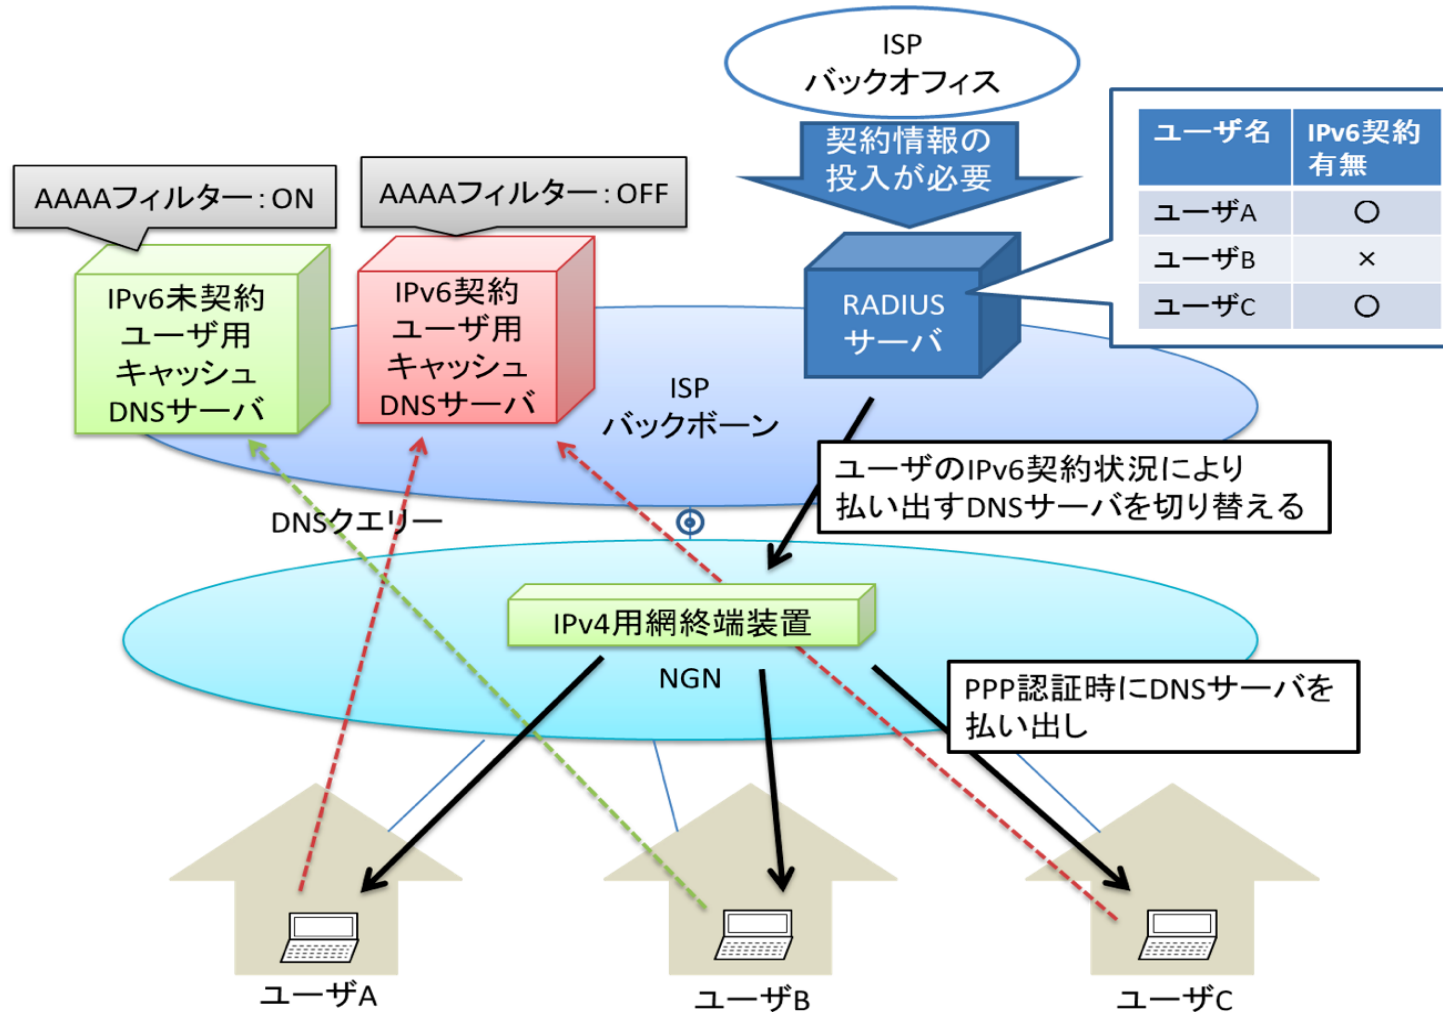 ISP
バックオフィス
契約情報の
投入が必要
ユーザ名
IPv6契約
有無
ユーザA
〇
ユーザB
×
ユーザC
〇
AAAAフィルター：ON
AAAAフィルター：OFF
IPv6未契約
ユーザ用
キャッシュ
DNSサーバ
IPv6契約
ユーザ用
キャッシュ
DNSサーバ
RADIUS
サーバ
ISP
バックボーン
ユーザのIPv6契約状況により
払い出すDNSサーバを切り替える
DNSクエリー
IPv4用網終端装置
NGN
PPP認証時にDNSサーバを
払い出し
ユーザA
ユーザB
ユーザC